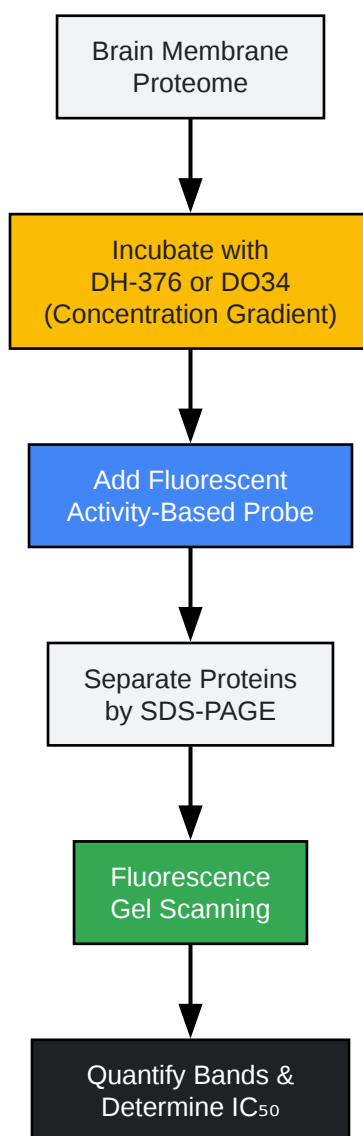 Brain Membrane
Proteome
Incubate with
DH-376 or DO34
(Concentration Gradient)
Add Fluorescent
Activity-Based Probe
Separate Proteins
by SDS-PAGE
Fluorescence
Gel Scanning
Quantify Bands &
Determine IC₅₀